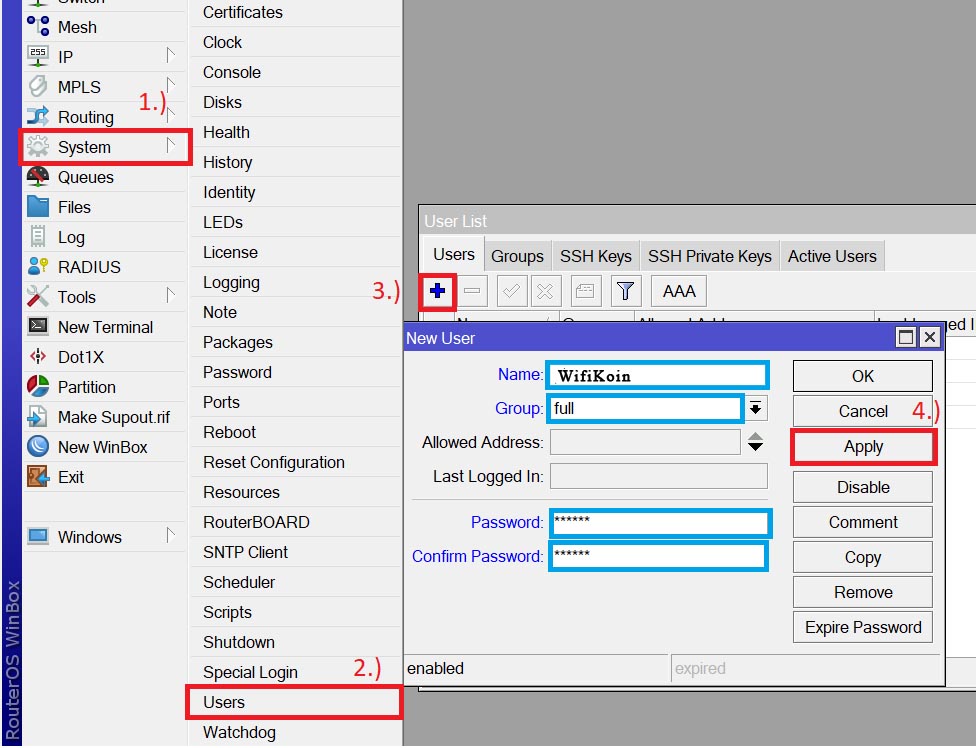 Switch
Mesh
IP
MPLS
1.)
Routing
System
Queues
Files
Log
RADIUS
Tools
New Terminal
Dot1X
Partition
Make Supout.rif
New WinBox
Exit
Windows
RouterOS WinBox
Certificates
Clock
Console
Disks
Health
History
Identity
LEDs
License
Logging
Note
Packages
Password
Ports
Reboot
Reset Configuration
Resources
RouterBOARD
SNTP Client
Scheduler
Scripts
Shutdown
Special Login
2.)
Users
Watchdog
User List
Users Groups SSH Keys SSH Private Keys Active Users
3.)
AAA
New User
Name: WifiKoin
Group: full
Allowed Address:
Last Logged In:
Password: ******
Confirm Password: ******
OK
Cancel
4.)
Apply
Disable
Comment
Copy
Remove
Expire Password
enabled
expired